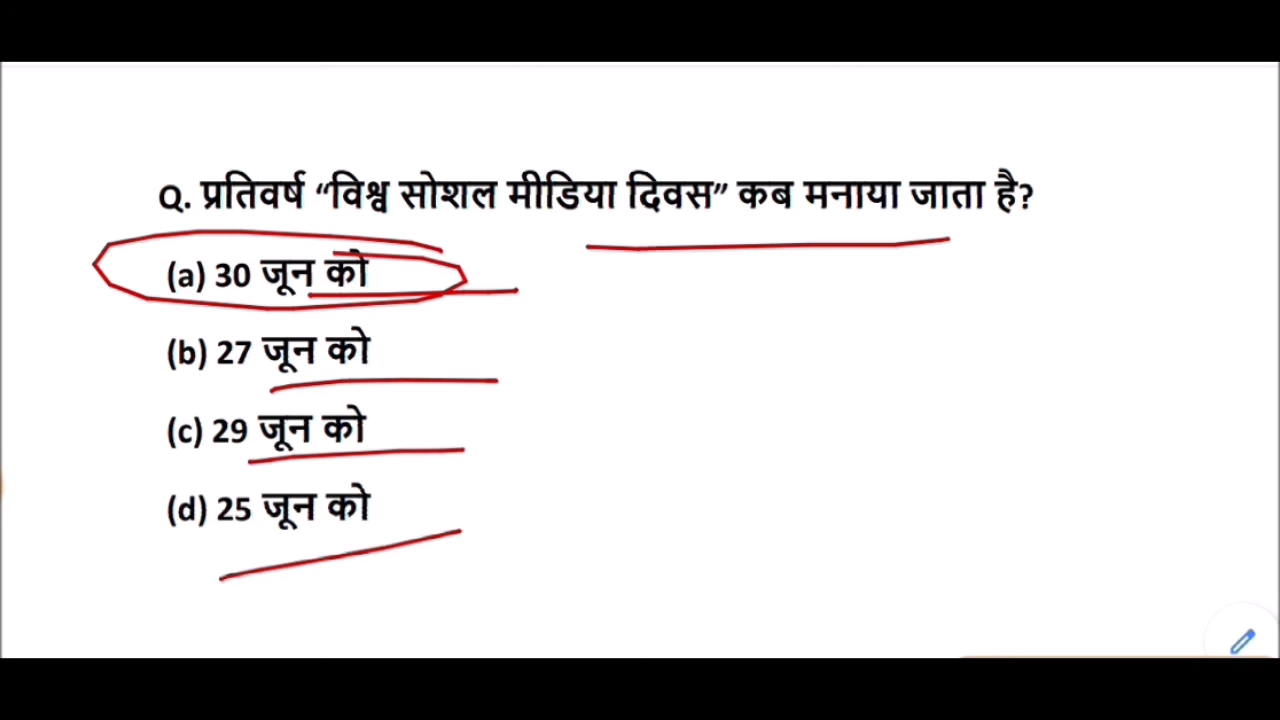 Q. प्रतिवर्ष “विश्व सोशल मीडिया दिवस” कब मनाया जाता है?
(a) 30 जून को
(b) 27 जून को
(c) 29 जून को
(d) 25 जून को